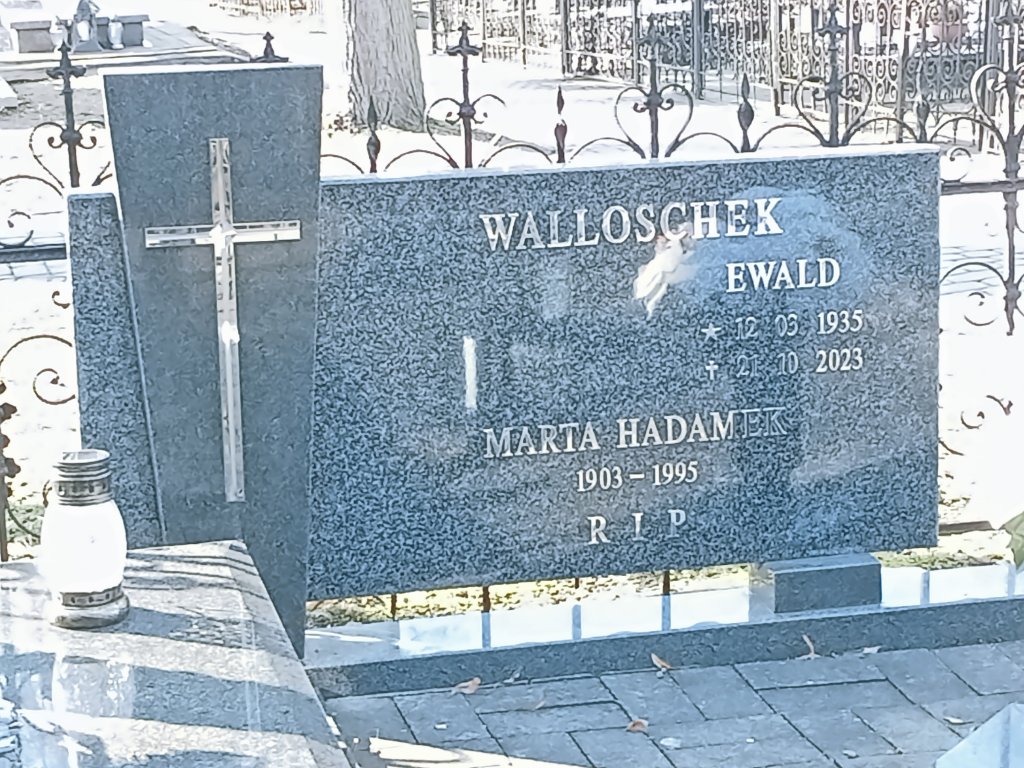 WALLOSCHEK
EWALD
★ 12 03 1935
✝ 21 10 2023
MARTA HADAMEK
1903 – 1995
R I P